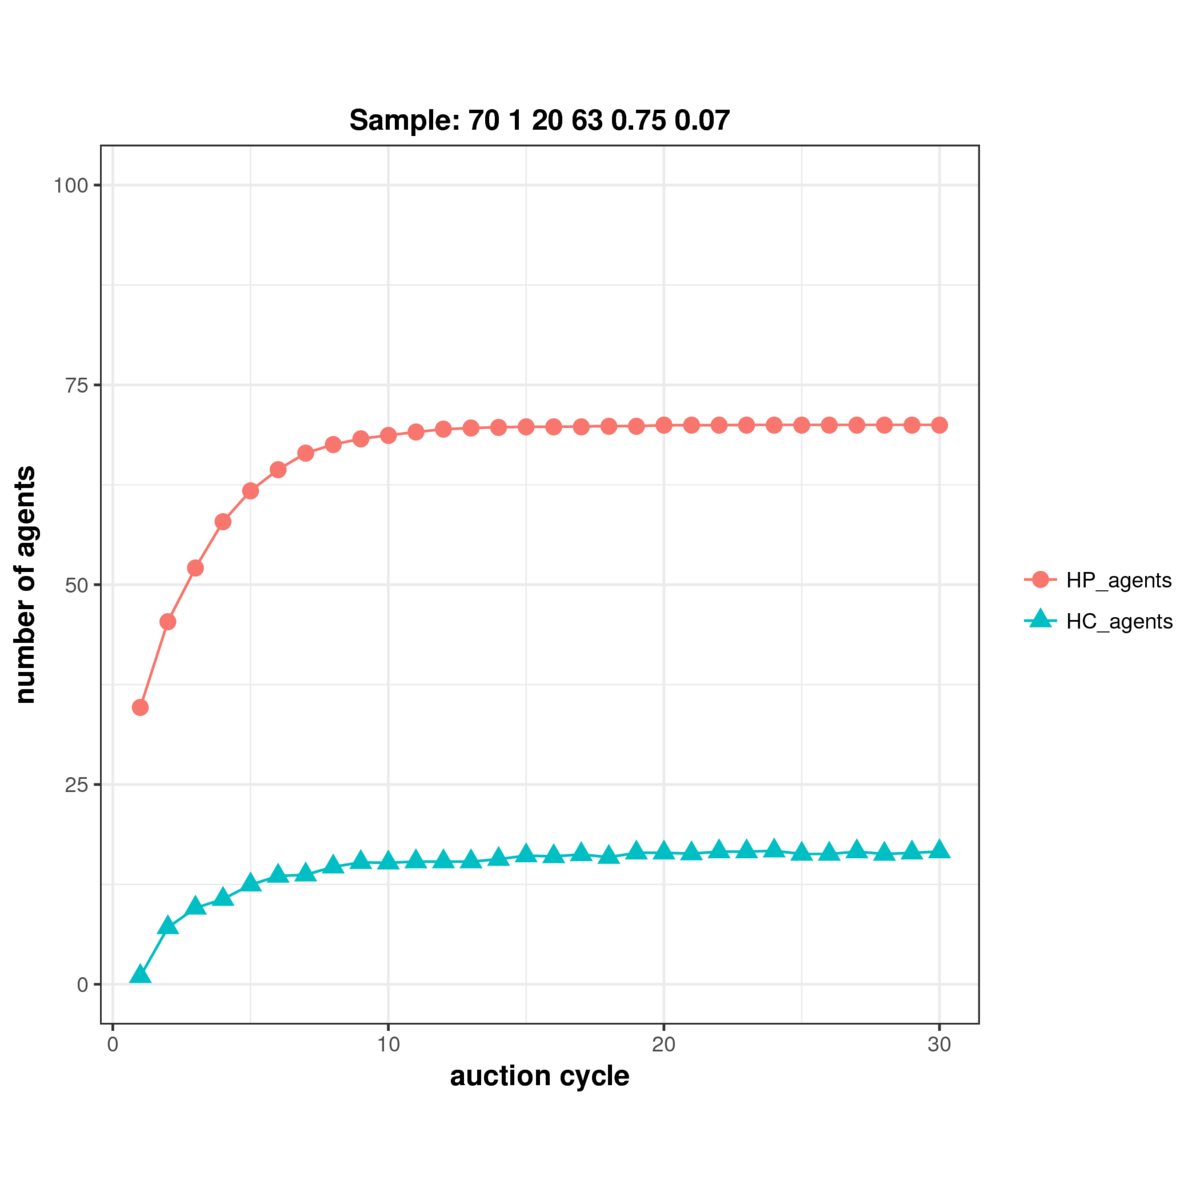 Sample: 70 1 20 63 0.75 0.07
100
75
50
25
0
0 10 20 30
number of agents
auction cycle
HP_agents
HC_agents